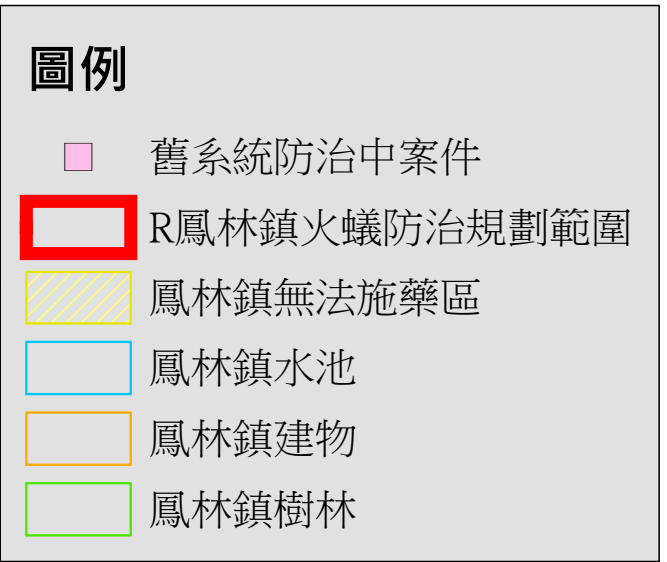 圖例
舊系統防治中案件
R鳳林鎮火蟻防治規劃範圍
鳳林鎮無法施藥區
鳳林鎮水池
鳳林鎮建物
鳳林鎮樹林